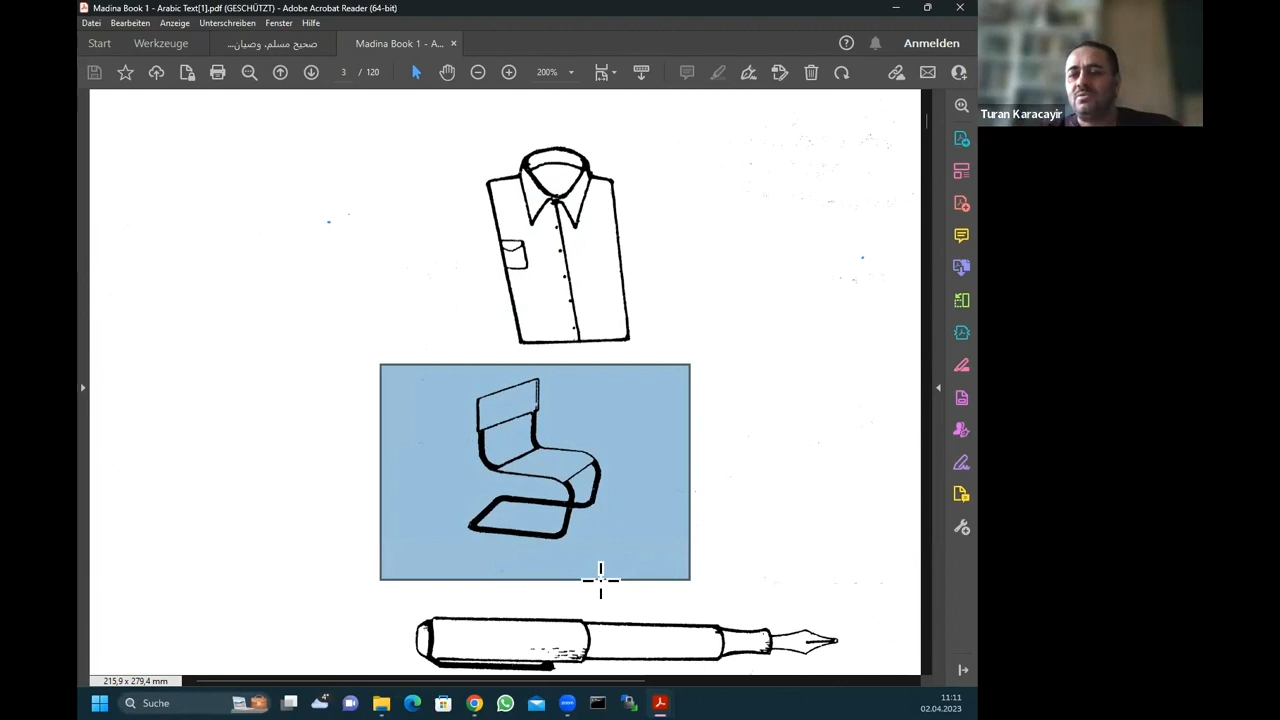 Madina Book 1 - Arabic Text[1].pdf (GESCHÜTZT) - Adobe Acrobat Reader (64-bit)
Datei Bearbeiten Anzeige Unterschreiben Fenster Hilfe
Start Werkzeuge صحيح مسلم، وصيان... Madina Book 1 - A... × Anmelden
3 / 120 200%
Turan Karacayir
215,9 x 279,4 mm
Suche 4° zoom 11:11
02.04.2023